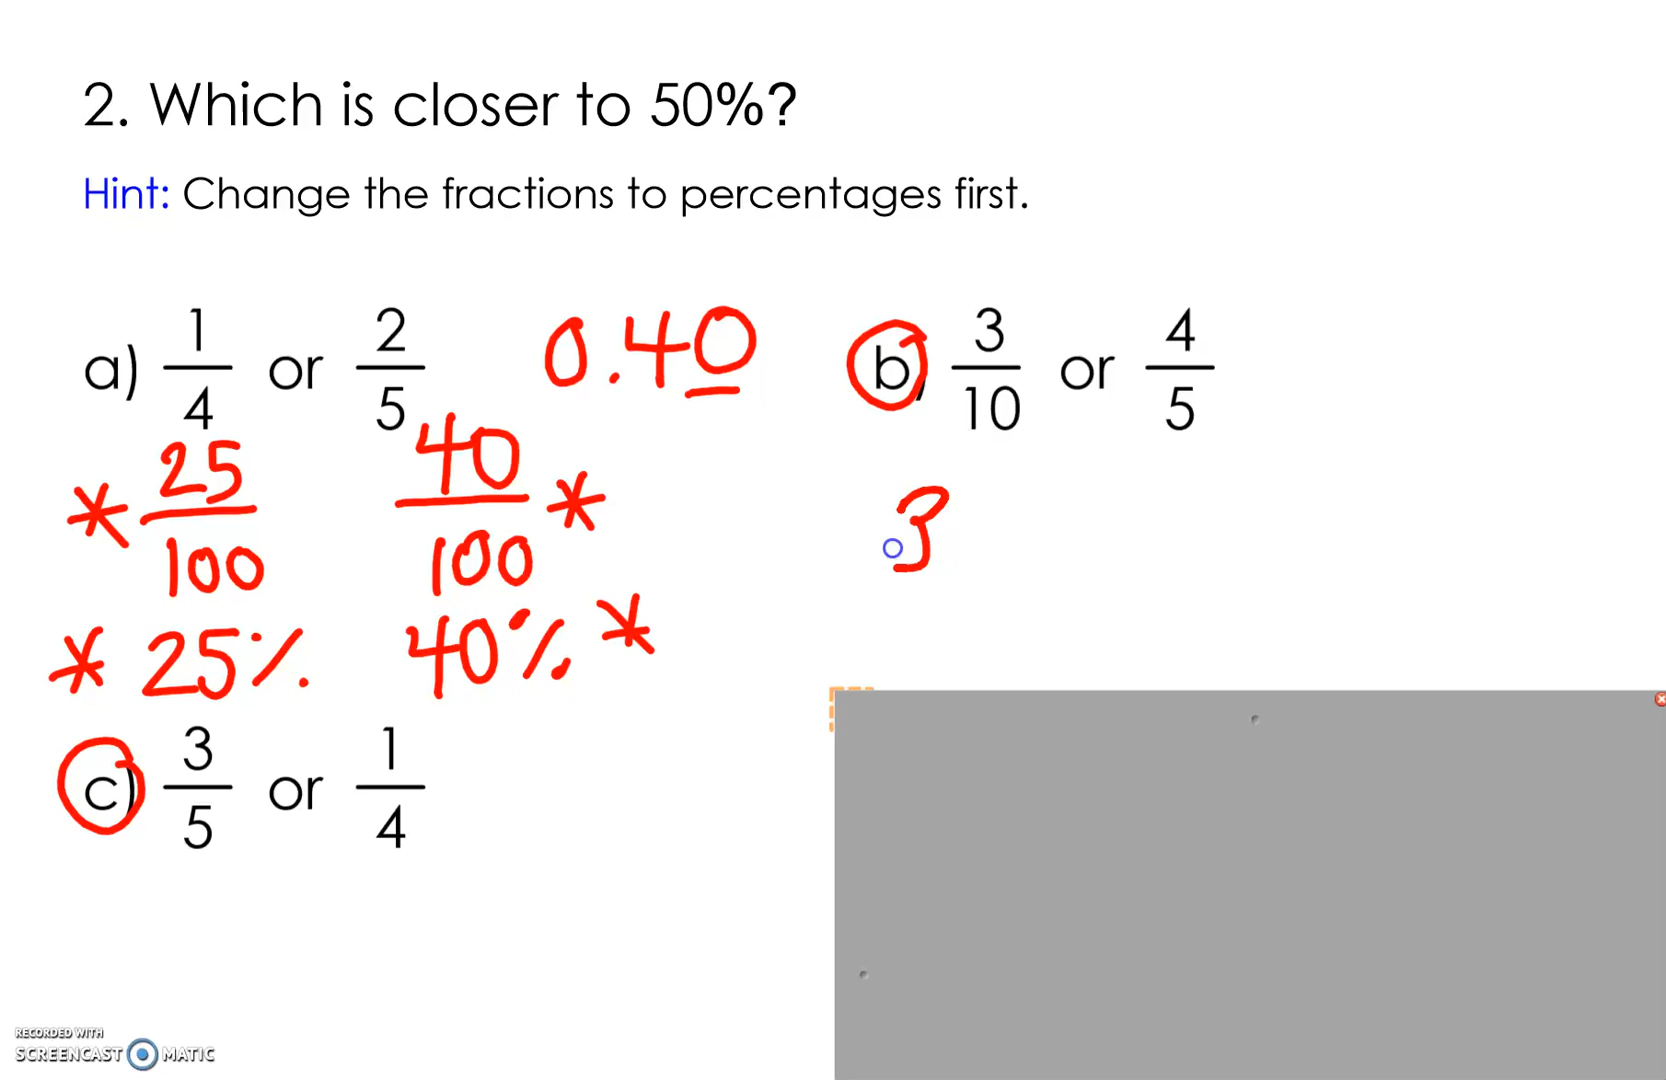 2. Which is closer to 50%?
Hint: Change the fractions to percentages first.
a) 1/4 or 2/5
0.40
25/100
40/100
* *
* 25% 40% *
b) 3/10 or 4/5
3
c) 3/5 or 1/4
RECORDED WITH
SCREENCAST MATIC